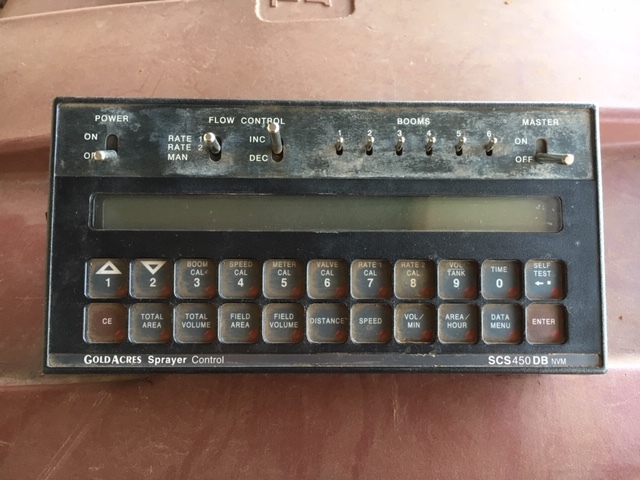 POWER
ON
OFF
FLOW CONTROL
RATE 1
RATE 2
MAN
INC
DEC
BOOMS
1 2 3 4 5 6
MASTER
ON
OFF
1
2
BOOM
CAL
3
SPEED
CAL
4
METER
CAL
5
VALVE
CAL
6
RATE 1
CAL
7
RATE 2
CAL
8
VOL
TANK
9
TIME
0
SELF
TEST
CE
TOTAL
AREA
TOTAL
VOLUME
FIELD
AREA
FIELD
VOLUME
DISTANCE
SPEED
VOL/
MIN
AREA/
HOUR
DATA
MENU
ENTER
GOLDACRES Sprayer Control
SCS450DB NVM